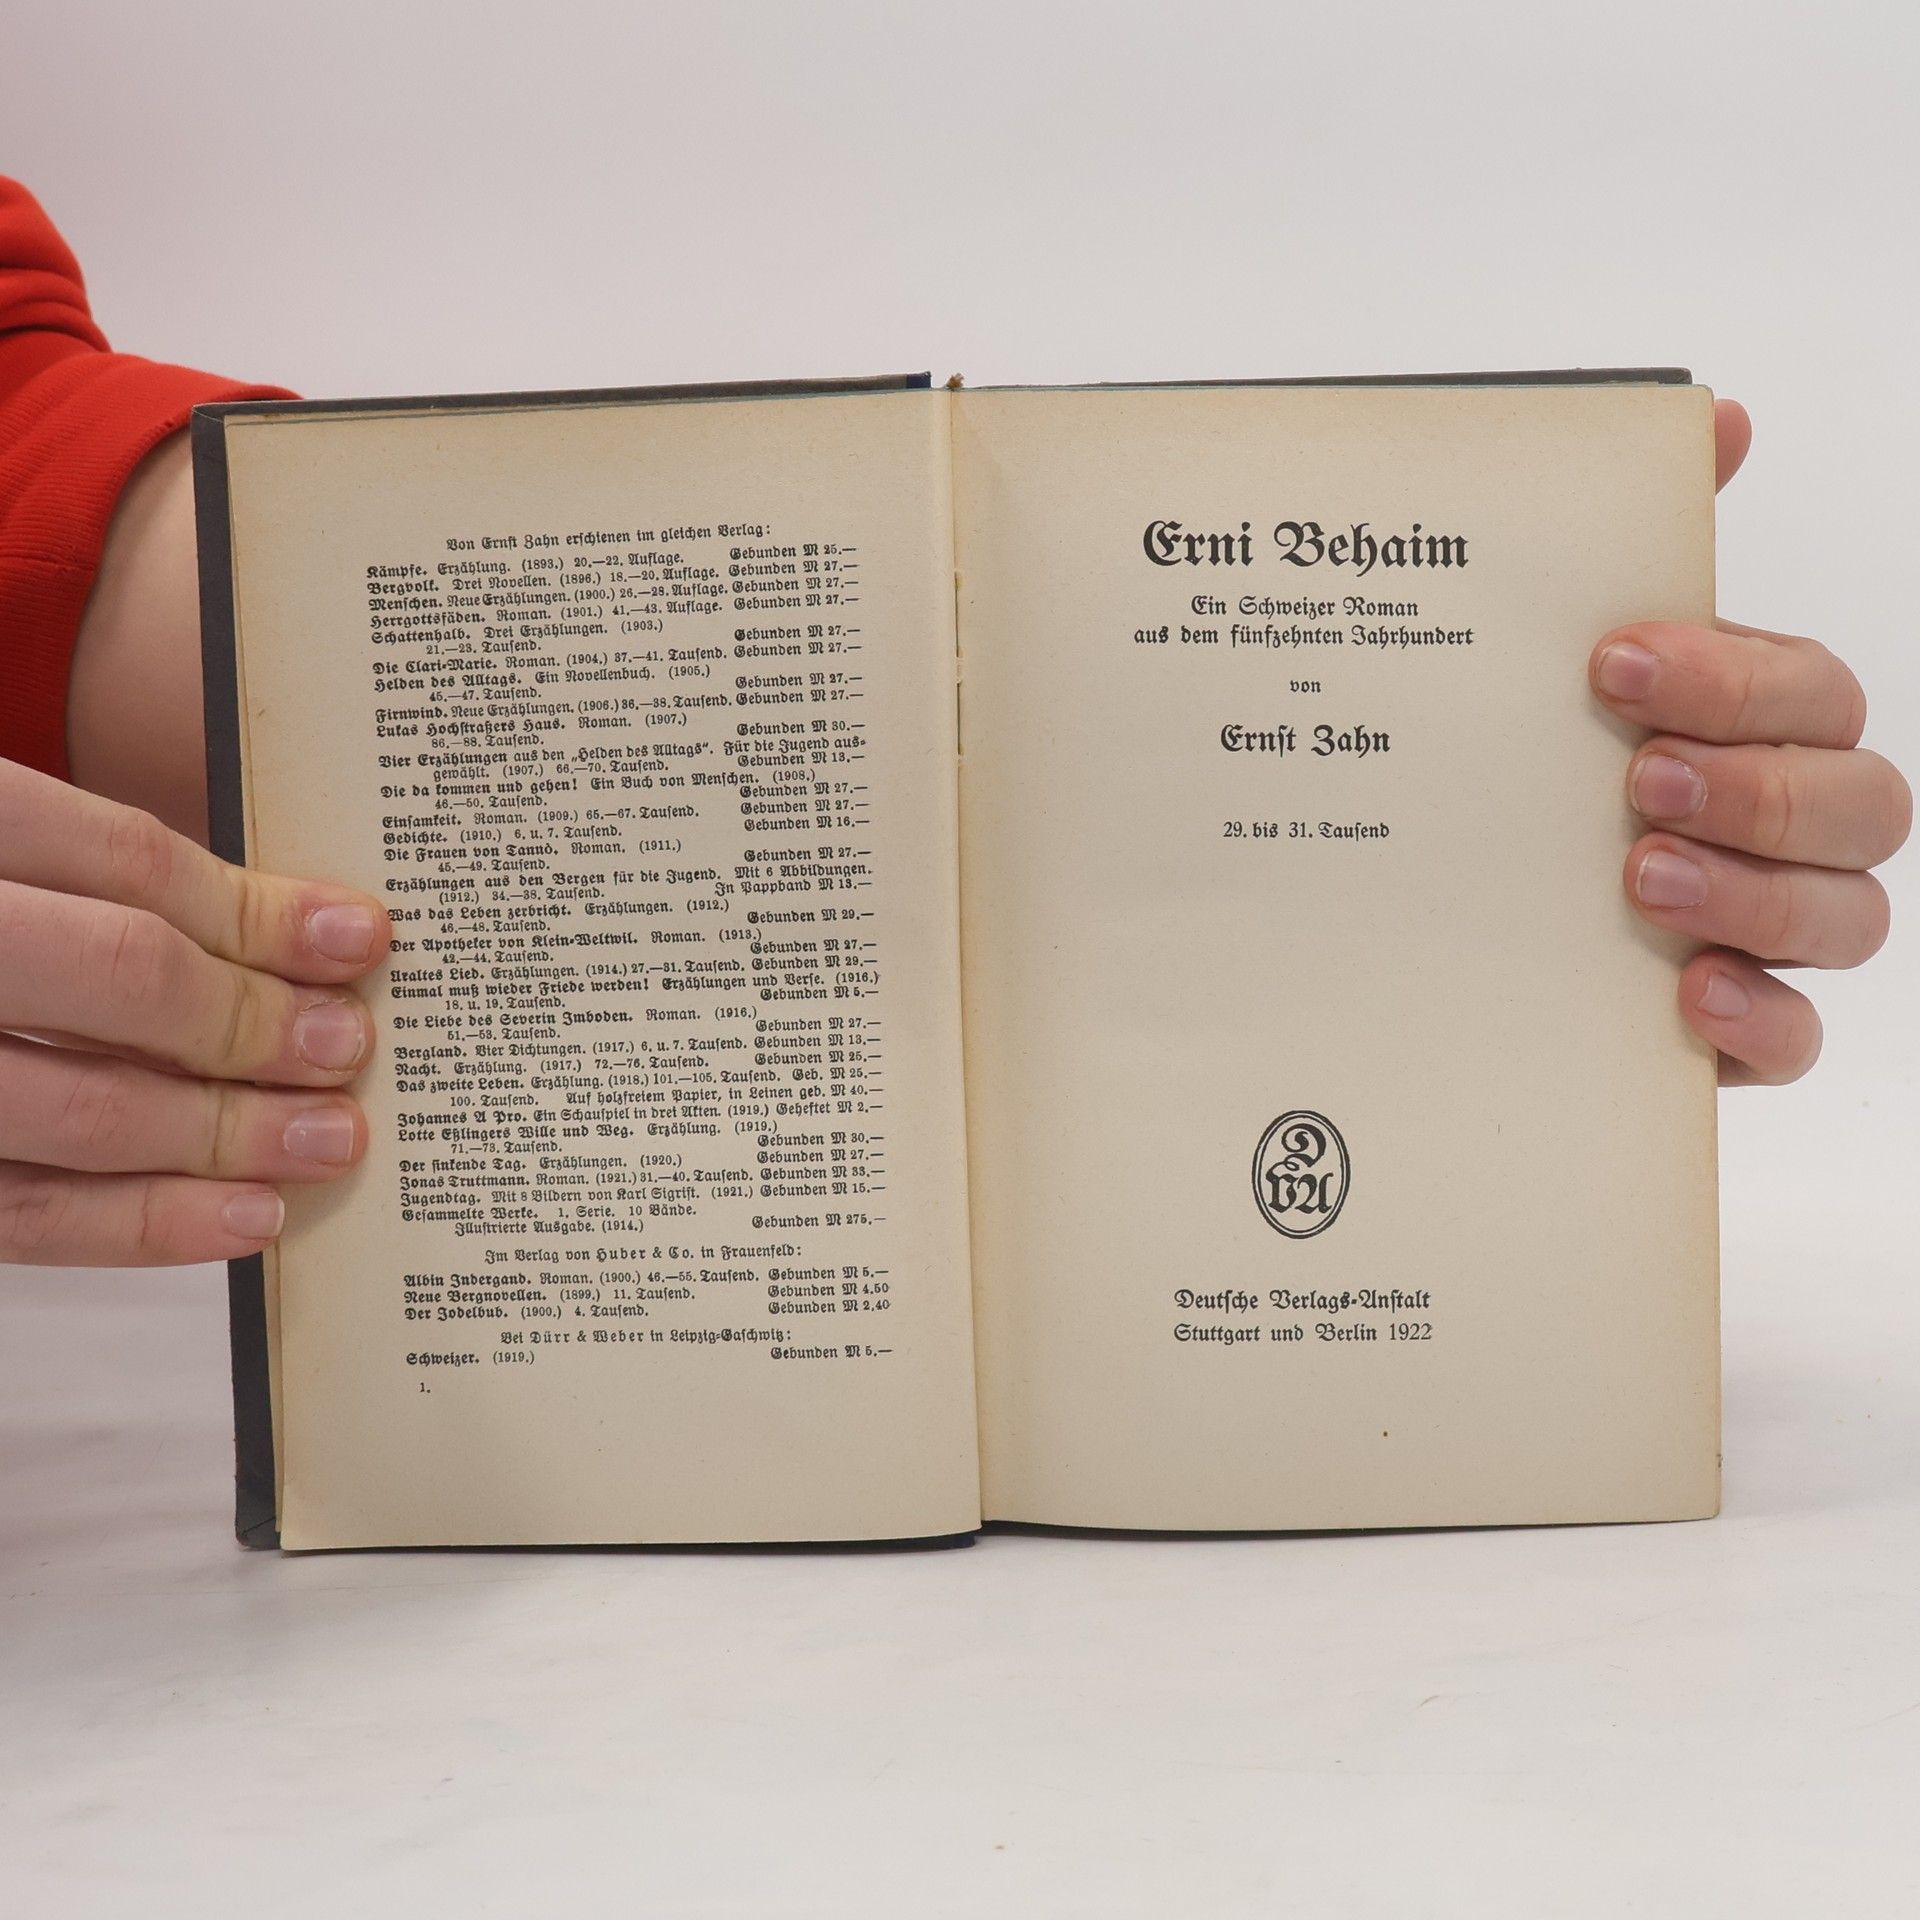 Von Ernst Zahn erschienen im gleichen Verlag:
Kämpfe. Erzählung. (1893.) 20.—22. Auflage. Gebunden M 25.—
Bergvolk. Drei Novellen. (1896.) 18.—20. Auflage. Gebunden M 27.—
Menschen. Neue Erzählungen. (1900.) 26.—28. Auflage. Gebunden M 27.—
Herrgottsfäden. Roman. (1901.) 41.—43. Auflage. Gebunden M 27.—
Schattenhalb. Drei Erzählungen. (1903.)
21.—23. Tausend. Gebunden M 27.—
Die Clari-Marie. Roman. (1904.) 37.—41. Tausend. Gebunden M 27.—
Helden des Alltags. Ein Novellenbuch. (1905.)
45.—47. Tausend. Gebunden M 27.—
Firnwind. Neue Erzählungen. (1906.) 36.—38. Tausend. Gebunden M 27.—
Lukas Hochstraßers Haus. Roman. (1907.)
86.—88. Tausend. Gebunden M 30.—
Vier Erzählungen aus den „Helden des Alltags“. Für die Jugend aus-
gewählt. (1907.) 66.—70. Tausend. Gebunden M 13.—
Die da kommen und gehen! Ein Buch von Menschen. (1908.)
46.—50. Tausend. Gebunden M 27.—
Einsamkeit. Roman. (1909.) 65.—67. Tausend. Gebunden M 27.—
Gedichte. (1910.) 6. u. 7. Tausend. Gebunden M 16.—
Die Frauen von Tannò. Roman. (1911.)
45.—49. Tausend. Gebunden M 27.—
Erzählungen aus den Bergen für die Jugend. Mit 6 Abbildungen.
(1912.) 34.—38. Tausend. In Pappband M 13.—
Was das Leben zerbricht. Erzählungen. (1912.)
46.—48. Tausend. Gebunden M 29.—
Der Apotheker von Klein-Weltwil. Roman. (1913.)
42.—44. Tausend. Gebunden M 27.—
Uraltes Lied. Erzählungen. (1914.) 27.—31. Tausend. Gebunden M 29.—
Einmal muß wieder Friede werden! Erzählungen und Verse. (1916.)
18. u. 19. Tausend. Gebunden M 5.—
Die Liebe des Severin Imboden. Roman. (1916.)
51.—53. Tausend. Gebunden M 27.—
Bergland. Vier Dichtungen. (1917.) 6. u. 7. Tausend. Gebunden M 13.—
Nacht. Erzählung. (1917.) 72.—76. Tausend. Gebunden M 25.—
Das zweite Leben. Erzählung. (1918.) 101.—105. Tausend. Geb. M 25.—
100. Tausend. Auf holzfreiem Papier, in Leinen geb. M 40.—
Johannes A Pro. Ein Schauspiel in drei Akten. (1919.) Geheftet M 2.—
Lotte Eßlingers Wille und Weg. Erzählung. (1919.)
71.—73. Tausend. Gebunden M 30.—
Der sinkende Tag. Erzählungen. (1920.) Gebunden M 27.—
Jonas Truttmann. Roman. (1921.) 31.—40. Tausend. Gebunden M 33.—
Jugendtag. Mit 8 Bildern von Karl Sigrist. (1921.) Gebunden M 15.—
Gesammelte Werke. 1. Serie. 10 Bände.
Illustrierte Ausgabe. (1914.) Gebunden M 275.—
Im Verlag von Huber & Co. in Frauenfeld:
Albin Indergand. Roman. (1900.) 46.—55. Tausend. Gebunden M 5.—
Neue Bergnovellen. (1899.) 11. Tausend. Gebunden M 4.50
Der Jodelbub. (1900.) 4. Tausend. Gebunden M 2.40
Bei Dürr & Weber in Leipzig-Gaschwitz:
Schweizer. (1919.) Gebunden M 5.—
1.
Erni Behaim
Ein Schweizer Roman
aus dem fünfzehnten Jahrhundert
von
Ernst Zahn
29. bis 31. Tausend
D
VA
Deutsche Verlags-Anstalt
Stuttgart und Berlin 1922